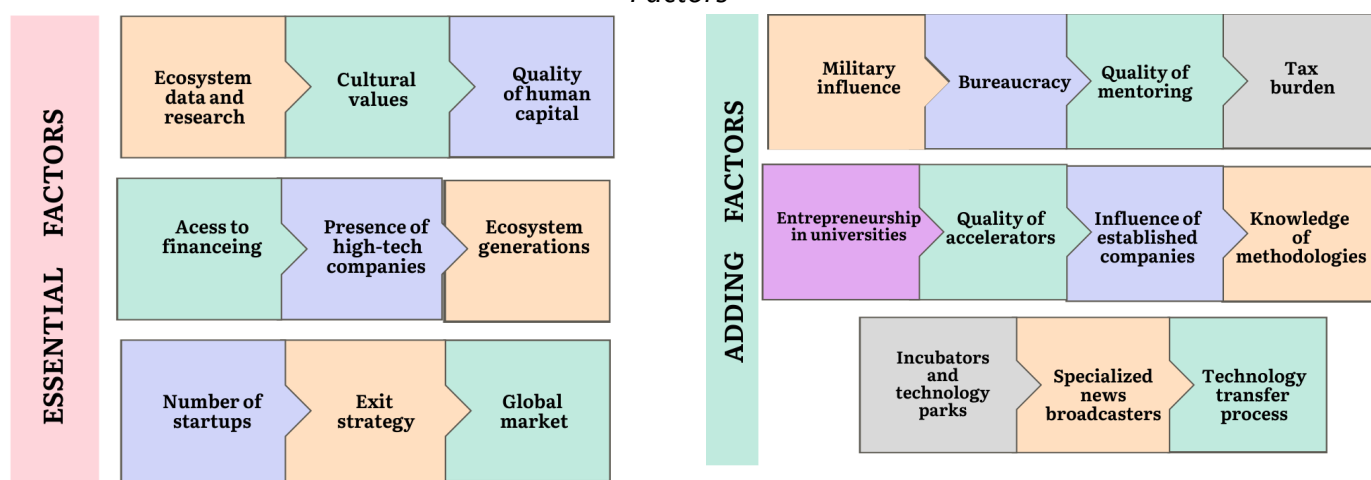 Factors
ESSENTIAL FACTORS
Ecosystem
data and
research
Cultural
values
Quality
of human
capital
Acess to
financeing
Presence of
high-tech
companies
Ecosystem
generations
Number of
startups
Exit
strategy
Global
market
ADDING FACTORS
Military
influence
Bureaucracy
Quality of
mentoring
Tax
burden
Entrepreneurship
in universities
Quality of
accelerators
Influence of
established
companies
Knowledge
of
methodologies
Incubators
and
technology
parks
Specialized
news
broadcasters
Technology
transfer
process